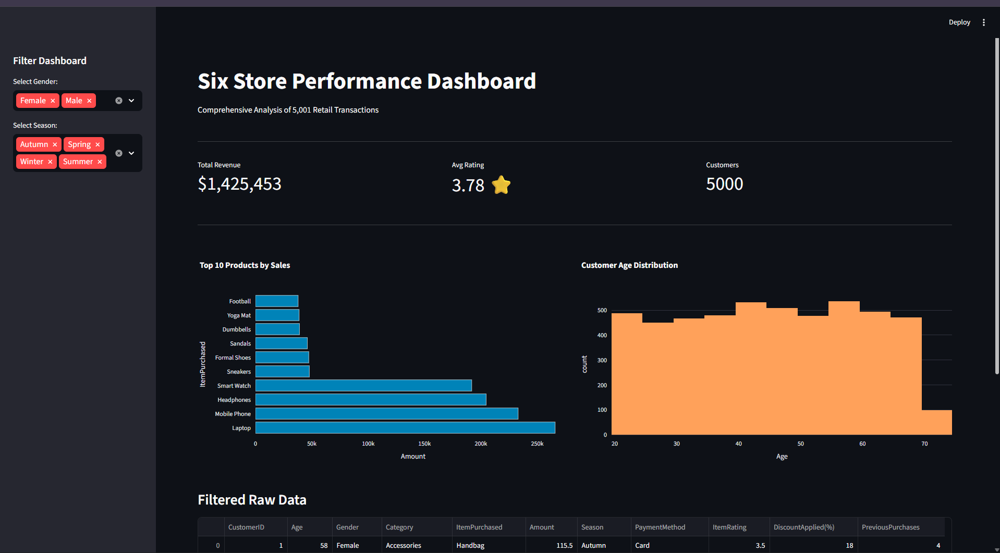 Deploy
Filter Dashboard
Select Gender:
Female × Male ×
Select Season:
Autumn × Spring ×
Winter × Summer ×
Six Store Performance Dashboard
Comprehensive Analysis of 5,001 Retail Transactions
Total Revenue
$1,425,453
Avg Rating
3.78 ⭐
Customers
5000
Top 10 Products by Sales
ItemPurchased
Football
Yoga Mat
Dumbbells
Sandals
Formal Shoes
Sneakers
Smart Watch
Headphones
Mobile Phone
Laptop
0 50k 100k 150k 200k 250k
Amount
Customer Age Distribution
count
500
400
300
200
100
0
20 30 40 50 60 70
Age
Filtered Raw Data
CustomerID Age Gender Category ItemPurchased Amount Season PaymentMethod ItemRating DiscountApplied(%) PreviousPurchases
0 1 58 Female Accessories Handbag 115.5 Autumn Card 3.5 18 4